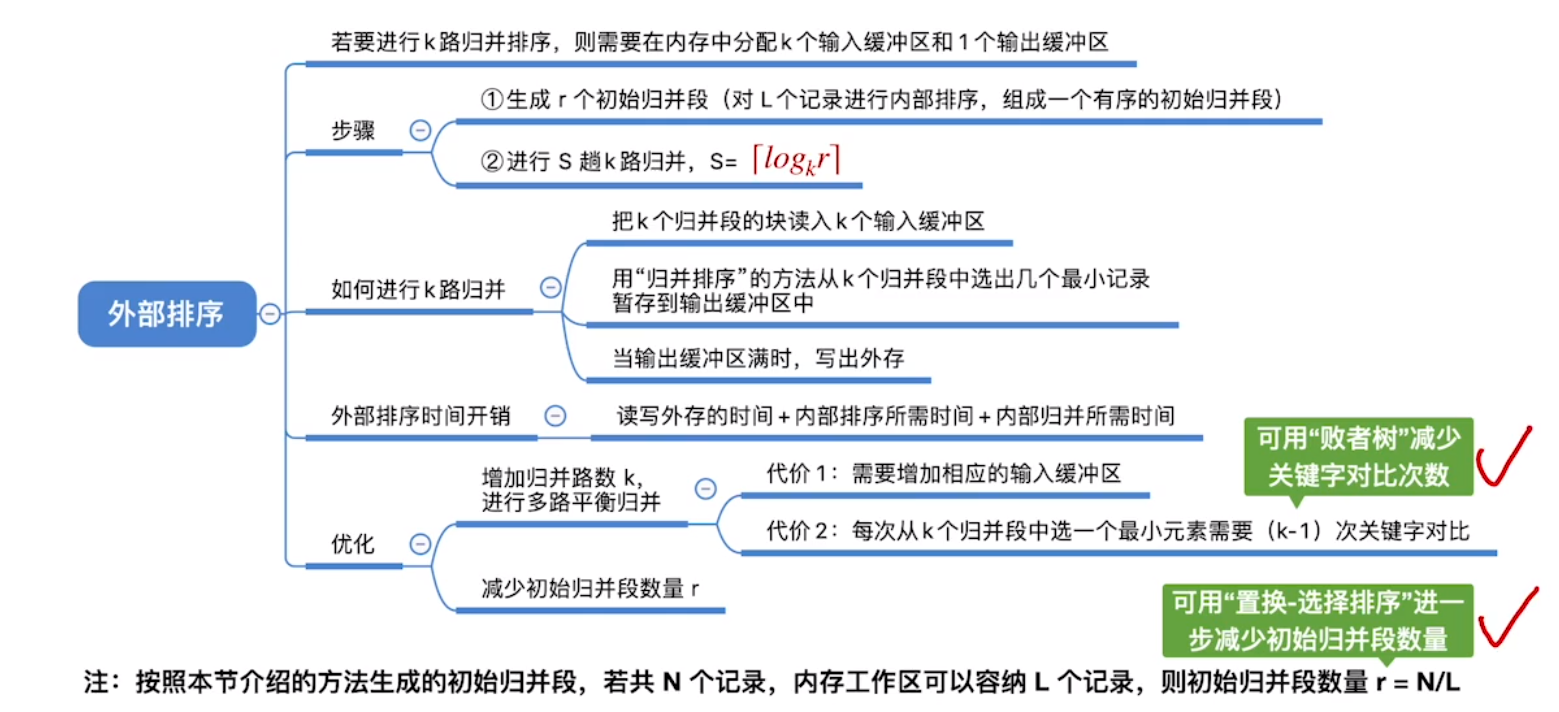 若要进行k路归并排序，则需要在内存中分配k个输入缓冲区和1个输出缓冲区
步骤
①生成 r 个初始归并段（对 L个记录进行内部排序，组成一个有序的初始归并段）
②进行 S 趟k路归并，S= ⌈logₖr⌉
外部排序
如何进行k路归并
把k个归并段的块读入k个输入缓冲区
用“归并排序”的方法从k个归并段中选出几个最小记录
暂存到输出缓冲区中
当输出缓冲区满时，写出外存
外部排序时间开销
读写外存的时间+内部排序所需时间+内部归并所需时间
优化
增加归并路数 k，
进行多路平衡归并
代价 1：需要增加相应的输入缓冲区
可用“败者树”减少
关键字对比次数
代价 2：每次从k个归并段中选一个最小元素需要（k-1）次关键字对比
减少初始归并段数量 r
可用“置换-选择排序”进一
步减少初始归并段数量
注：按照本节介绍的方法生成的初始归并段，若共 N 个记录，内存工作区可以容纳 L 个记录，则初始归并段数量 r = N/L